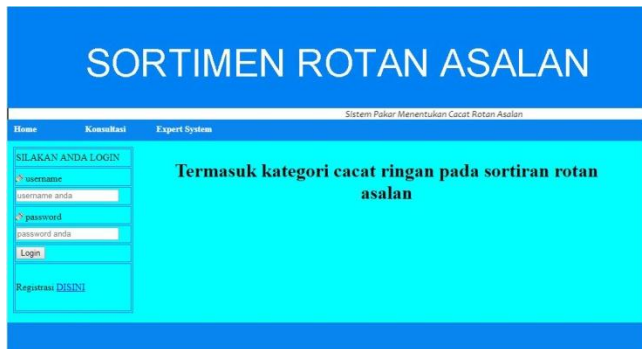 SORTIMEN ROTAN ASALAN
Sistem Pakar Menentukan Cacat Rotan Asalan
Home Konsultasi Expert System
SILAKAN ANDA LOGIN
username
username anda
password
password anda
Login
Registrasi DISINI
Termasuk kategori cacat ringan pada sortiran rotan
asalan